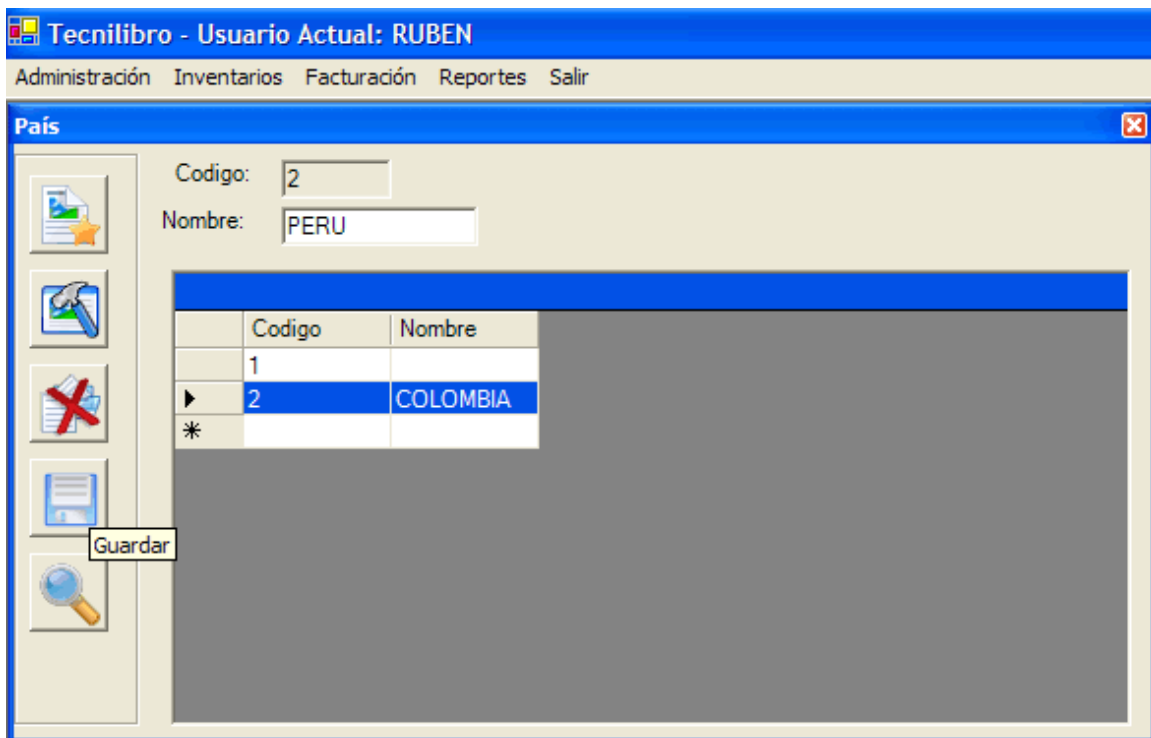 Tecnilibro - Usuario Actual: RUBEN
Administración Inventarios Facturación Reportes Salir
País
Codigo: 2
Nombre: PERU
Codigo Nombre
1
2 COLOMBIA
Guardar